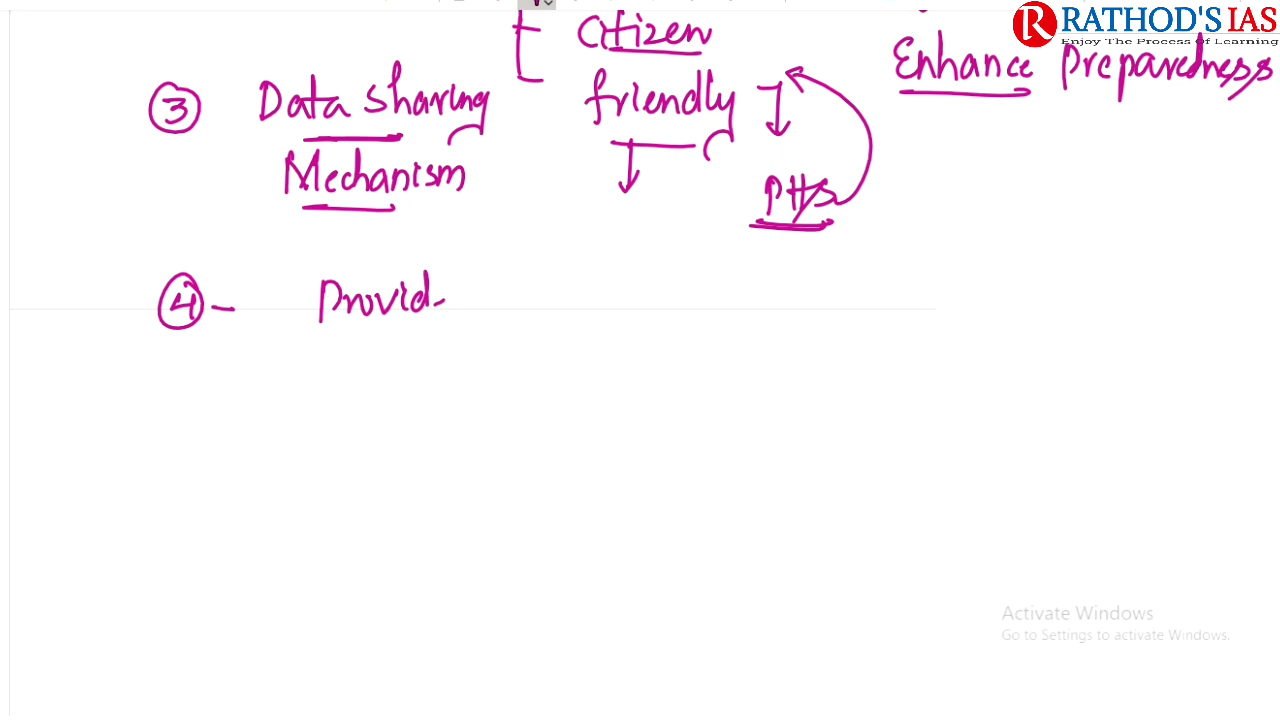 RATHOD'S IAS
Enjoy The Process Of Learning
Citizen
friendly
Enhance Preparedness
③ Data sharing
Mechanism
PHS
④ - Provid
Activate Windows
Go to Settings to activate Windows.